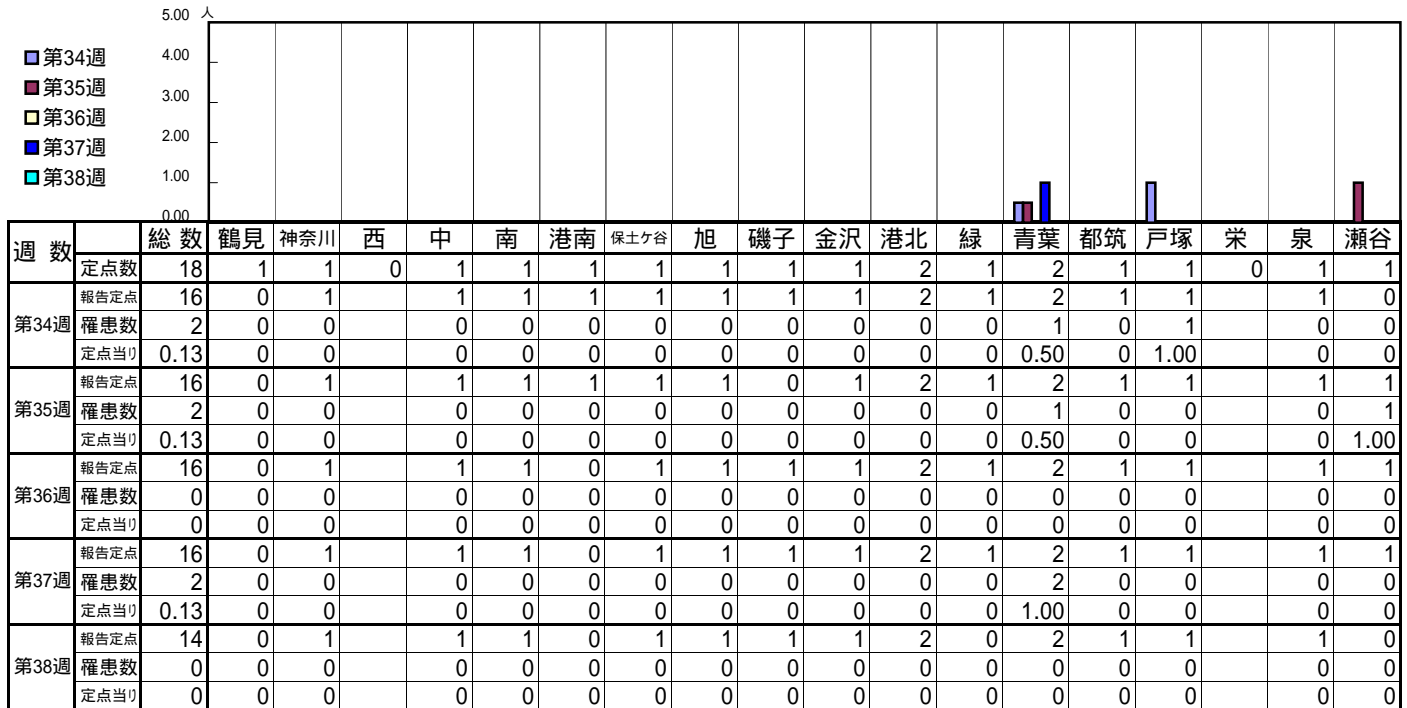 5.00 人
4.00
3.00
2.00
1.00
0.00
■第34週
■第35週
□第36週
■第37週
■第38週
週 数 総 数 鶴見 神奈川 西 中 南 港南 保土ケ谷 旭 磯子 金沢 港北 緑 青葉 都筑 戸塚 栄 泉 瀬谷
定点数 18 1 1 0 1 1 1 1 1 1 1 2 1 2 1 1 0 1 1
第34週 報告定点 16 0 1 1 1 1 1 1 1 1 2 1 2 1 1 1 0
罹患数 2 0 0 0 0 0 0 0 0 0 0 0 1 0 1 0 0
定点当り 0.13 0 0 0 0 0 0 0 0 0 0 0 0.50 0 1.00 0 0
第35週 報告定点 16 0 1 1 1 1 1 1 0 1 2 1 2 1 1 1 1
罹患数 2 0 0 0 0 0 0 0 0 0 0 0 1 0 0 0 1
定点当り 0.13 0 0 0 0 0 0 0 0 0 0 0 0.50 0 0 0 1.00
第36週 報告定点 16 0 1 1 1 0 1 1 1 1 2 1 2 1 1 1 1
罹患数 0 0 0 0 0 0 0 0 0 0 0 0 0 0 0 0 0
定点当り 0 0 0 0 0 0 0 0 0 0 0 0 0 0 0 0 0
第37週 報告定点 16 0 1 1 1 0 1 1 1 1 2 1 2 1 1 1 1
罹患数 2 0 0 0 0 0 0 0 0 0 0 0 2 0 0 0 0
定点当り 0.13 0 0 0 0 0 0 0 0 0 0 0 1.00 0 0 0 0
第38週 報告定点 14 0 1 1 1 0 1 1 1 1 2 0 2 1 1 1 0
罹患数 0 0 0 0 0 0 0 0 0 0 0 0 0 0 0 0 0
定点当り 0 0 0 0 0 0 0 0 0 0 0 0 0 0 0 0 0